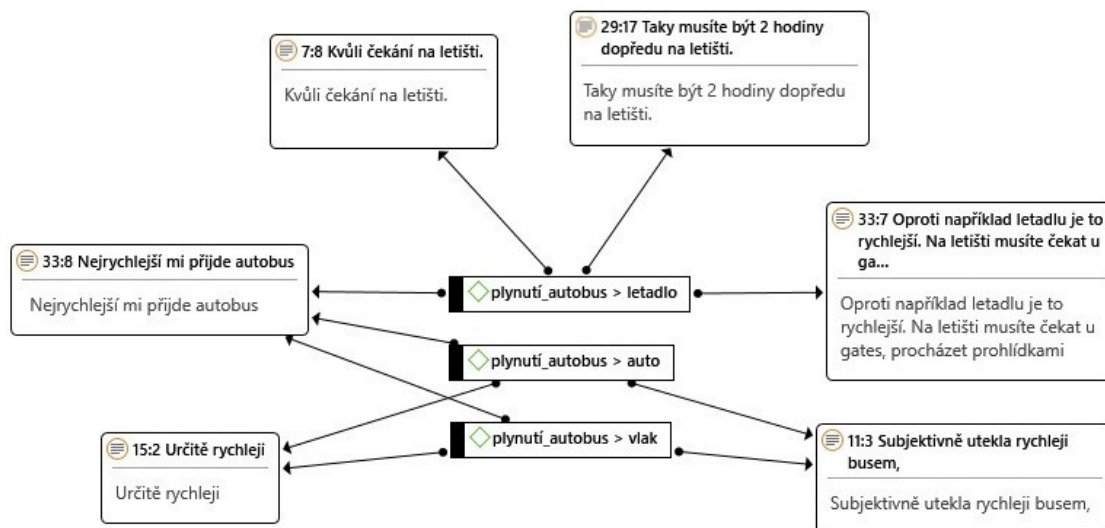 7:8 Kvůli čekání na letišti.
Kvůli čekání na letišti.
29:17 Taky musíte být 2 hodiny
dopředu na letišti.
Taky musíte být 2 hodiny dopředu
na letišti.
33:7 Oproti například letadlu je to
rychlejší. Na letišti musíte čekat u
ga...
Oproti například letadlu je to
rychlejší. Na letišti musíte čekat u
gates, procházet prohlídkami
33:8 Nejrychlejší mi přijde autobus
Nejrychlejší mi přijde autobus
plynutí_autobus > letadlo
plynutí_autobus > auto
plynutí_autobus > vlak
15:2 Určitě rychleji
Určitě rychleji
11:3 Subjektivně utekla rychleji
busem,
Subjektivně utekla rychleji busem,